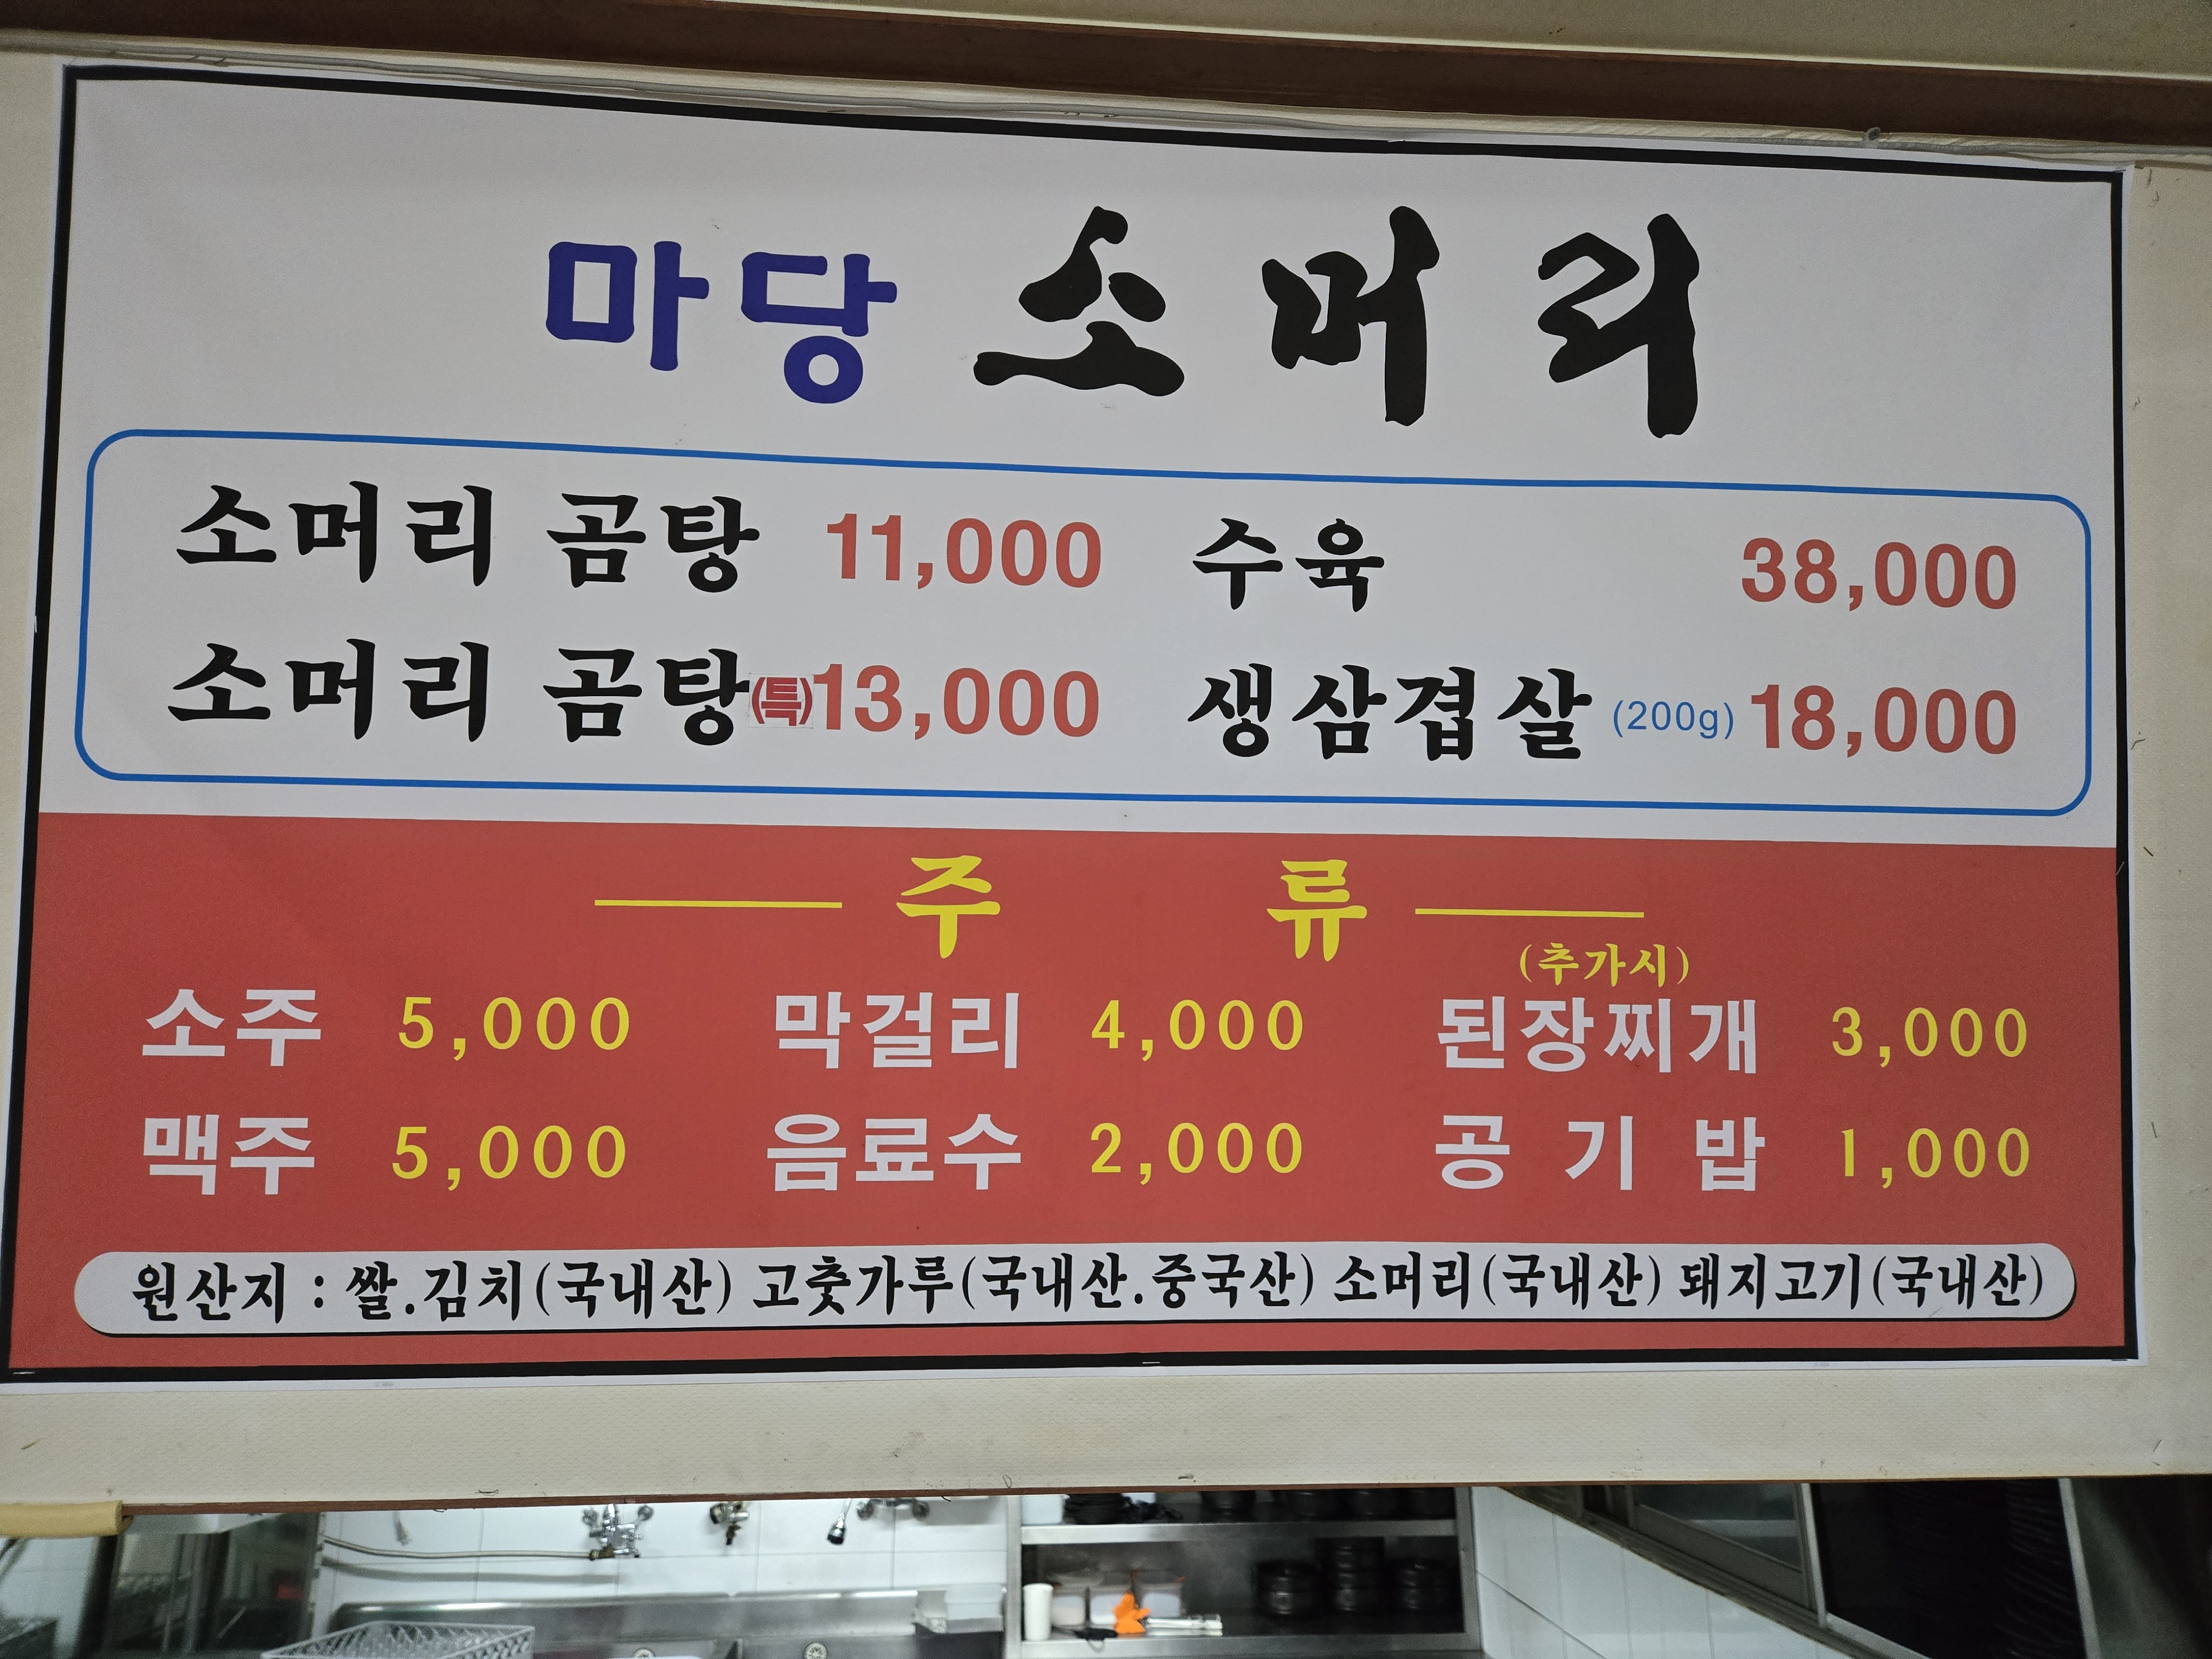 마당 소머리
소머리 곰탕 11,000 수육 38,000
소머리 곰탕(특)13,000 생삼겹살 (200g) 18,000
주 류
(추가시)
소주 5,000 막걸리 4,000 된장찌개 3,000
맥주 5,000 음료수 2,000 공 기 밥 1,000
원산지 : 쌀.김치(국내산) 고춧가루(국내산.중국산) 소머리(국내산) 돼지고기(국내산)